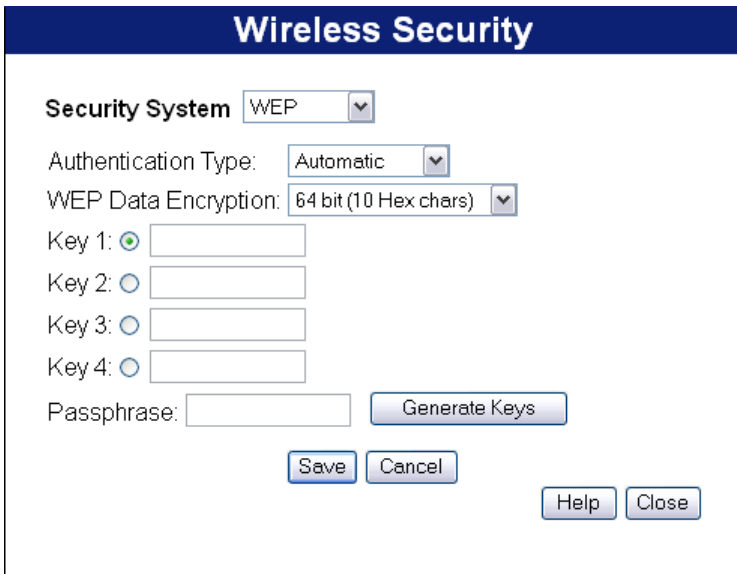 Wireless Security
Security System WEP
Authentication Type: Automatic
WEP Data Encryption: 64 bit (10 Hex chars)
Key 1:
Key 2:
Key 3:
Key 4:
Passphrase: Generate Keys
Save Cancel
Help Close